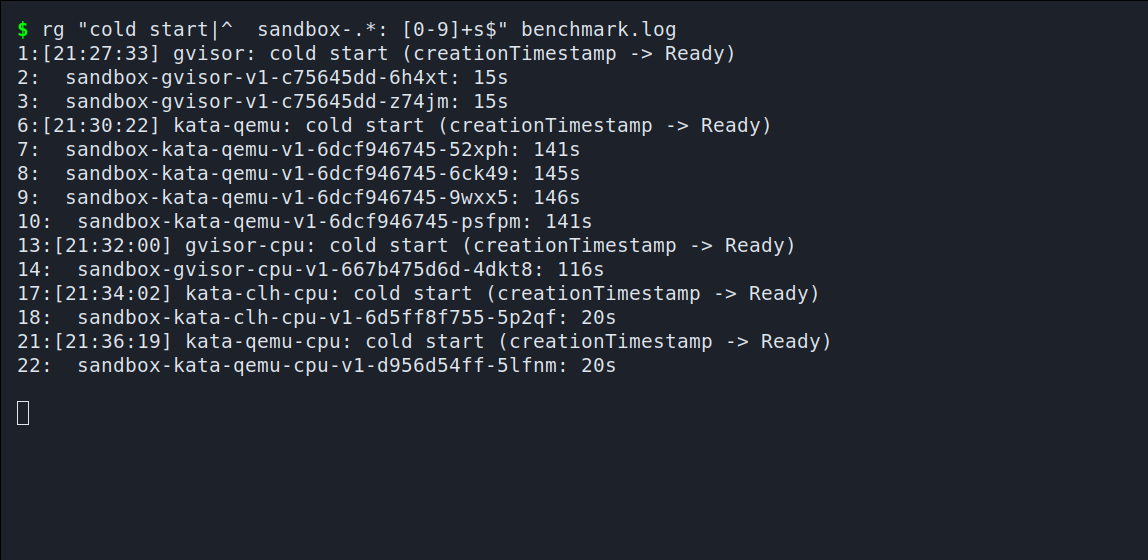 $ rg "cold start|^  sandbox-.*: [0-9]+s$" benchmark.log
1:[21:27:33] gvisor: cold start (creationTimestamp -> Ready)
2:  sandbox-gvisor-v1-c75645dd-6h4xt: 15s
3:  sandbox-gvisor-v1-c75645dd-z74jm: 15s
6:[21:30:22] kata-qemu: cold start (creationTimestamp -> Ready)
7:  sandbox-kata-qemu-v1-6dcf946745-52xph: 141s
8:  sandbox-kata-qemu-v1-6dcf946745-6ck49: 145s
9:  sandbox-kata-qemu-v1-6dcf946745-9wxx5: 146s
10:  sandbox-kata-qemu-v1-6dcf946745-psfpm: 141s
13:[21:32:00] gvisor-cpu: cold start (creationTimestamp -> Ready)
14:  sandbox-gvisor-cpu-v1-667b475d6d-4dkt8: 116s
17:[21:34:02] kata-clh-cpu: cold start (creationTimestamp -> Ready)
18:  sandbox-kata-clh-cpu-v1-6d5ff8f755-5p2qf: 20s
21:[21:36:19] kata-qemu-cpu: cold start (creationTimestamp -> Ready)
22:  sandbox-kata-qemu-cpu-v1-d956d54ff-5lfnm: 20s